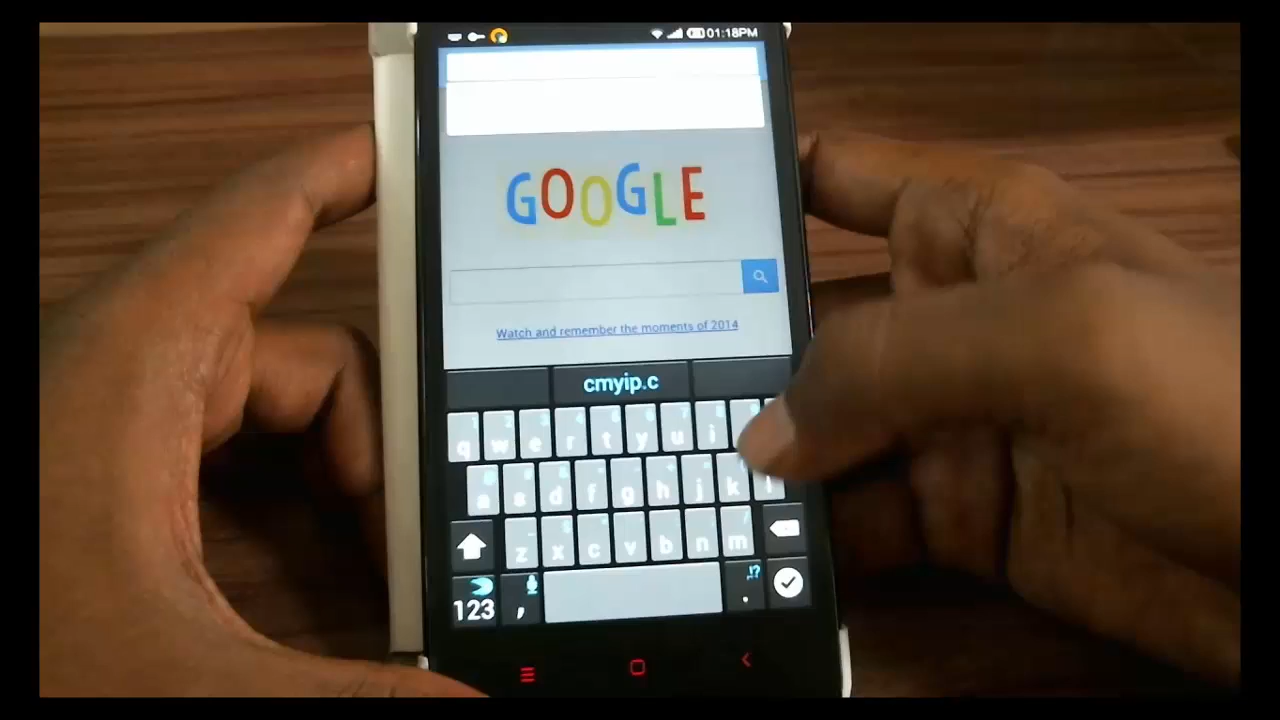 01:18PM
GOOGLE
Watch and remember the moments of 2014
cmyip.c
q w e r t y u i
a s d f g h j k l
z x c v b n m
123 , . !?